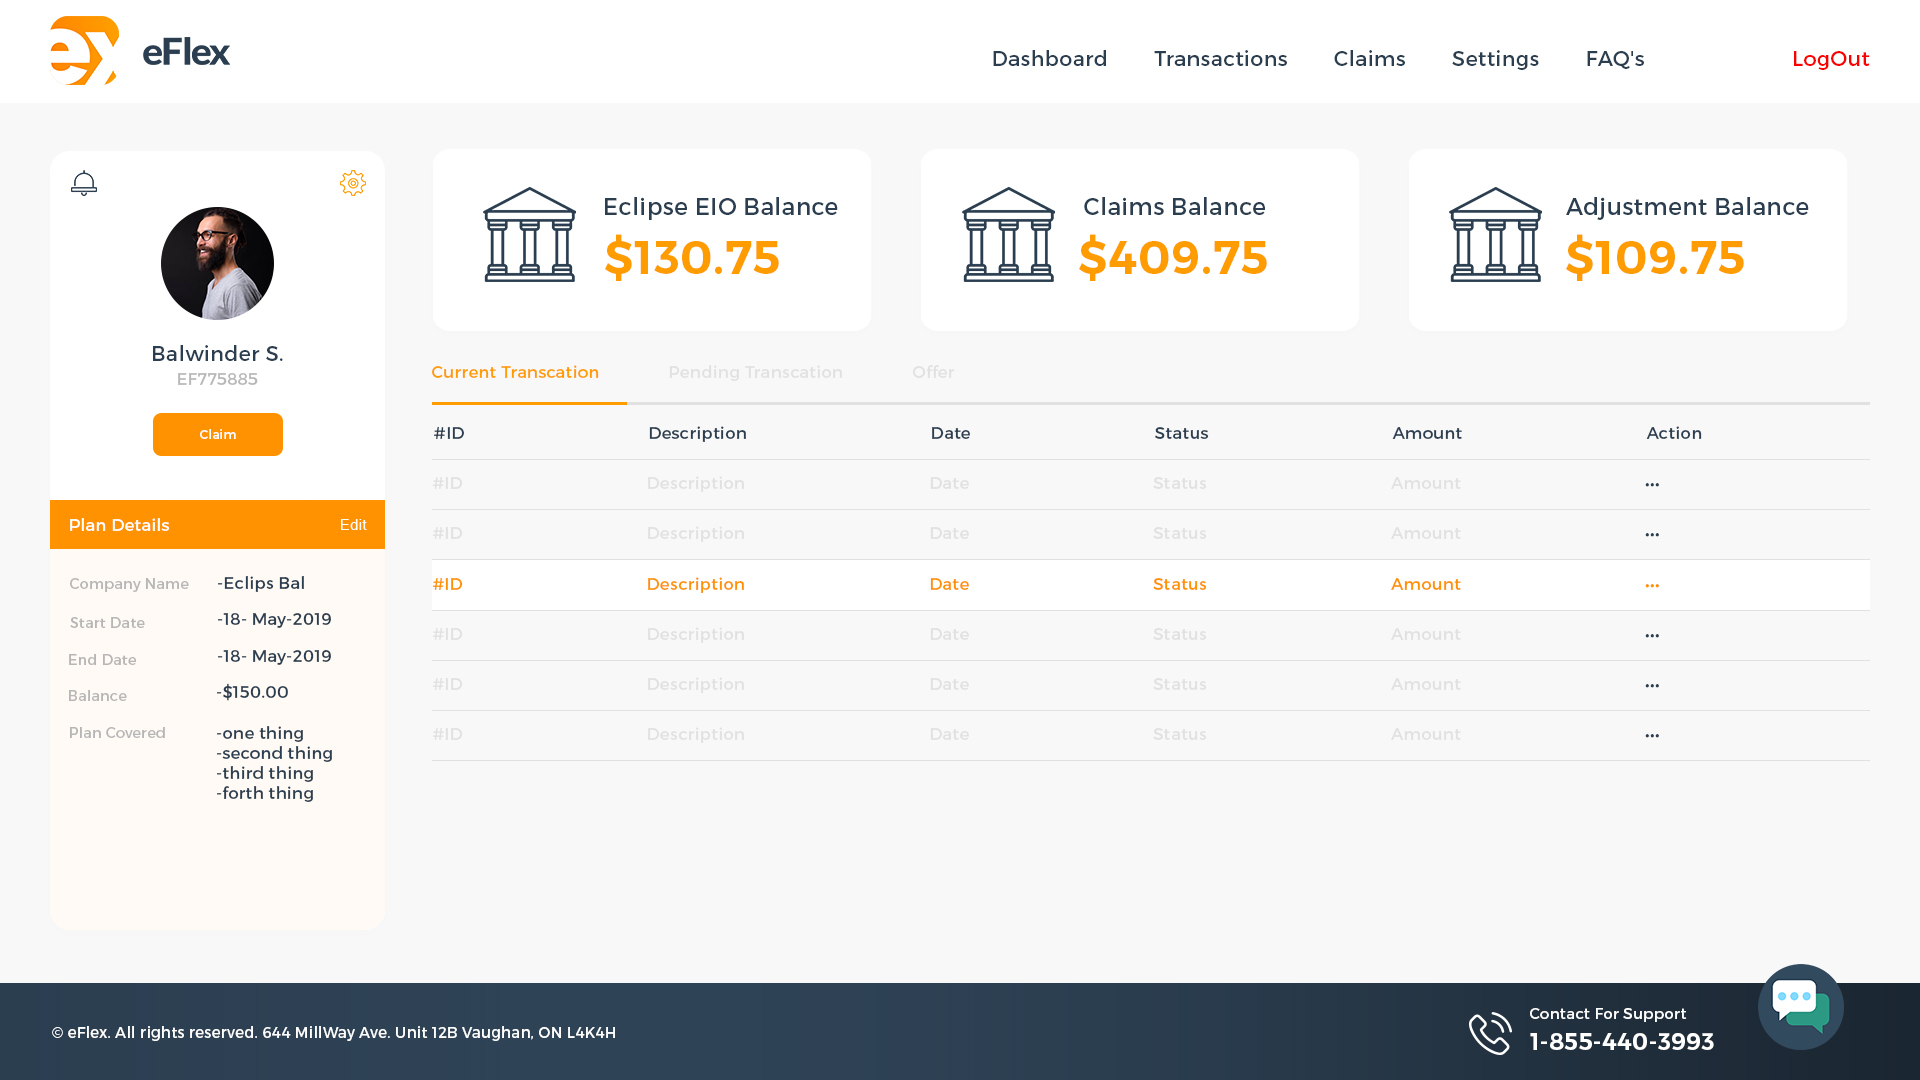 eFlex
Dashboard Transactions Claims Settings FAQ's LogOut
Balwinder S.
EF775885
Claim
Plan Details Edit
Company Name -Eclips Bal
Start Date -18- May-2019
End Date -18- May-2019
Balance -$150.00
Plan Covered -one thing
-second thing
-third thing
-forth thing
Eclipse EIO Balance
$130.75
Claims Balance
$409.75
Adjustment Balance
$109.75
Current Transcation Pending Transcation Offer
#ID Description Date Status Amount Action
#ID Description Date Status Amount ...
#ID Description Date Status Amount ...
#ID Description Date Status Amount ...
#ID Description Date Status Amount ...
#ID Description Date Status Amount ...
#ID Description Date Status Amount ...
© eFlex. All rights reserved. 644 MillWay Ave. Unit 12B Vaughan, ON L4K4H
Contact For Support
1-855-440-3993